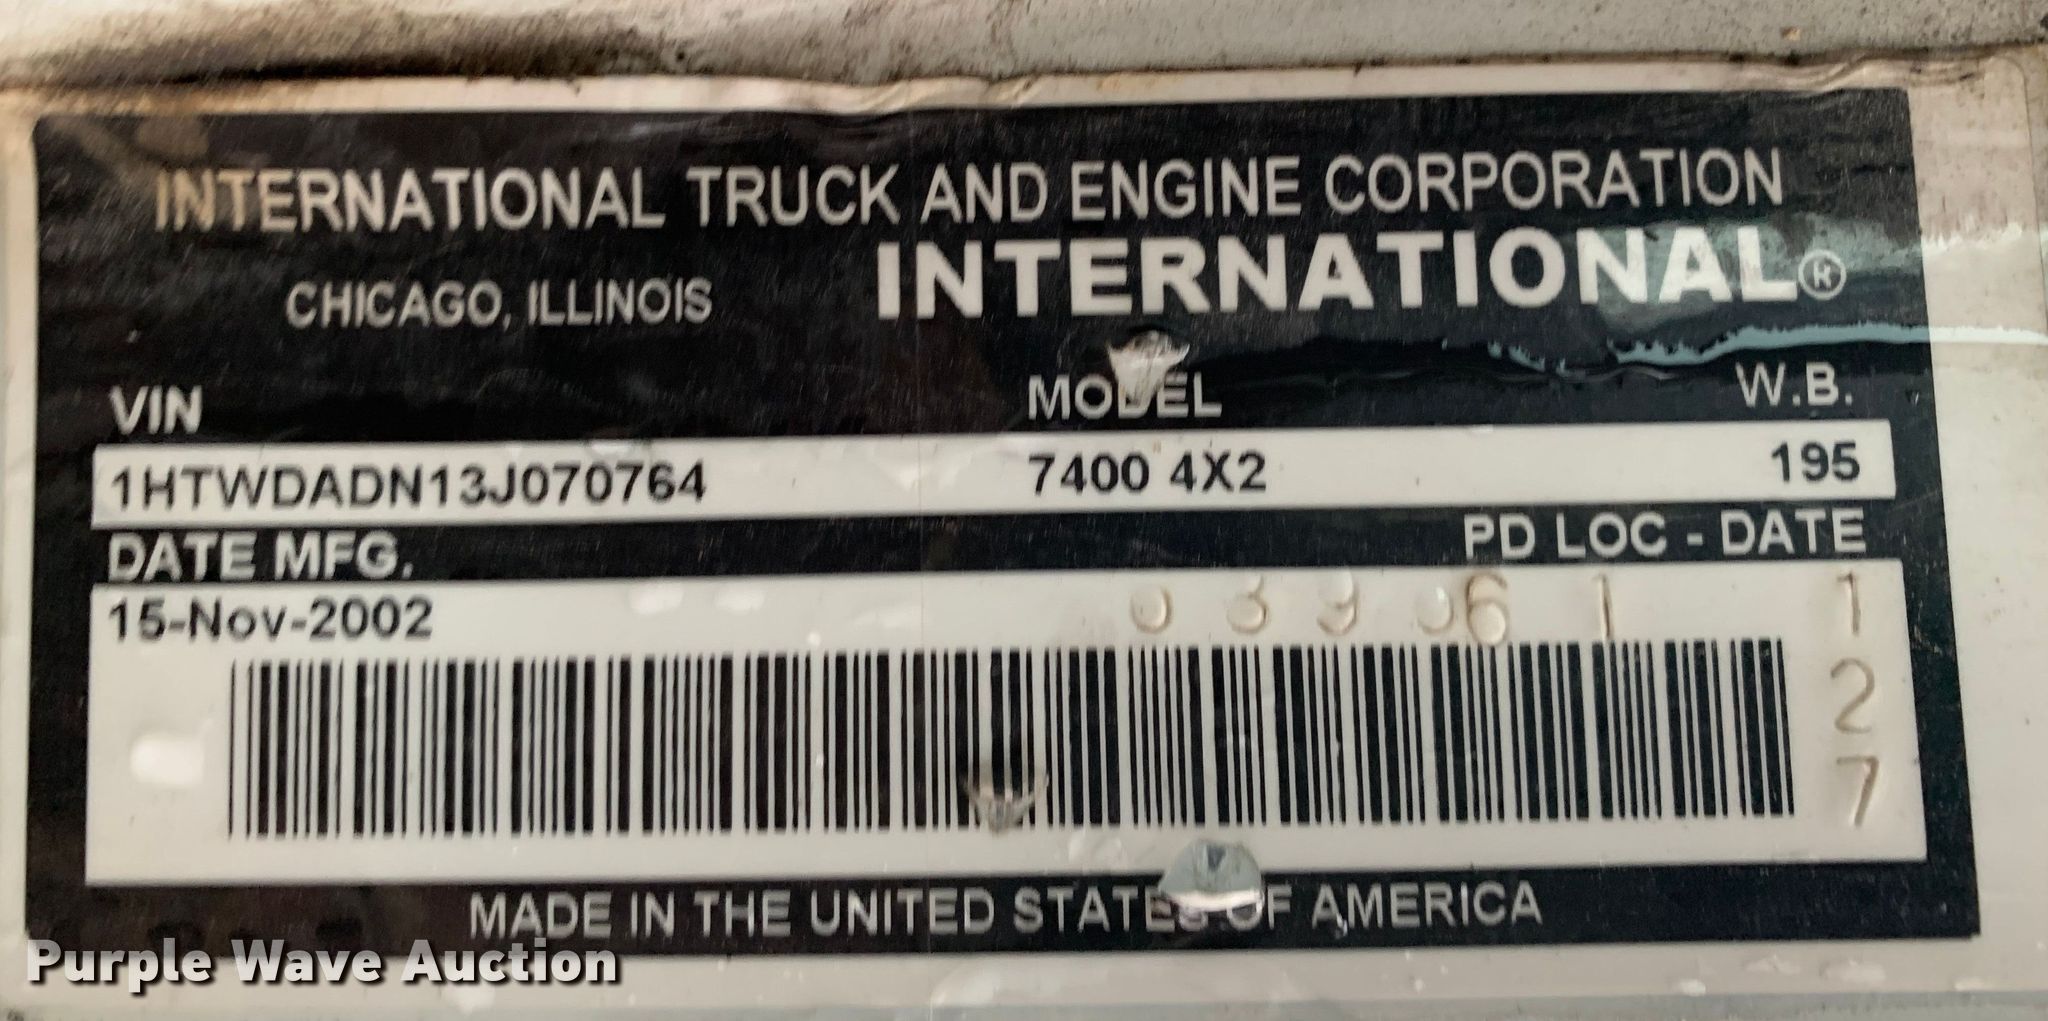 INTERNATIONAL TRUCK AND ENGINE CORPORATION
CHICAGO, ILLINOIS INTERNATIONAL®
VIN MODEL W.B.
1HTWDADN13J070764 7400 4X2 195
DATE MFG. PD LOC - DATE
15-Nov-2002
1
2
7
MADE IN THE UNITED STATES OF AMERICA
Purple Wave Auction